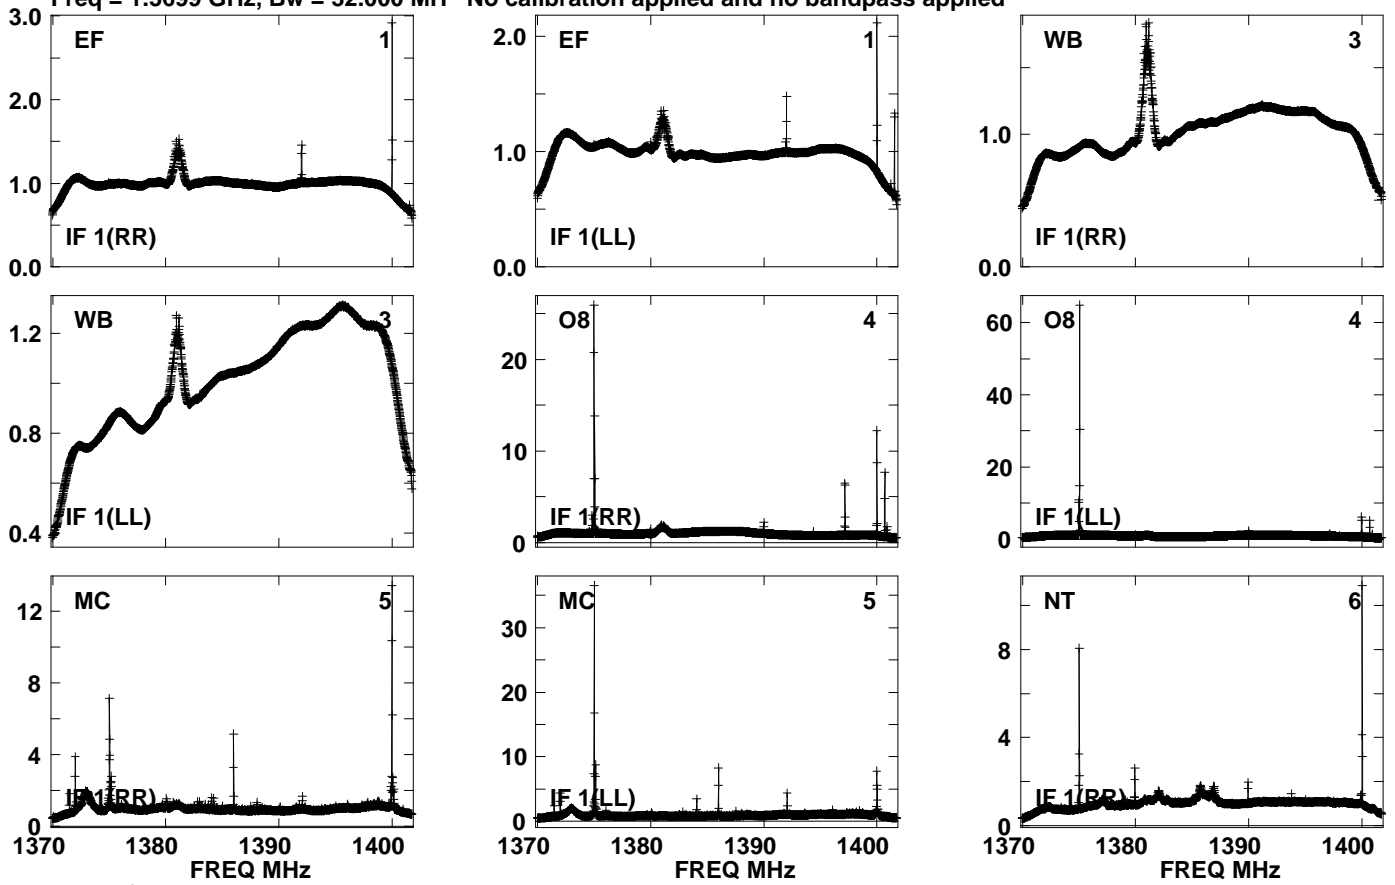 Freq = 1.3699 GHz, Bw = 32.000 MH No calibration applied and no bandpass applied
3.0 EF 1 2.0 EF 1 WB 3
2.0
1.0 1.0 1.0
IF 1(RR) IF 1(LL) IF 1(RR)
0.0 0.0 0.0
WB 3 O8 4 O8 4
1.2 20 60
40
0.8 10 20
IF 1(LL) IF 1(RR) IF 1(LL)
0.4 0 0
MC 5 MC 5 NT 6
12 30
8 20 8
4 10 4
IF 1(RR) IF 1(LL) IF 1(RR)
0 0 0
1370 1380 1390 1400 1370 1380 1390 1400 1370 1380 1390 1400
FREQ MHz FREQ MHz FREQ MHz